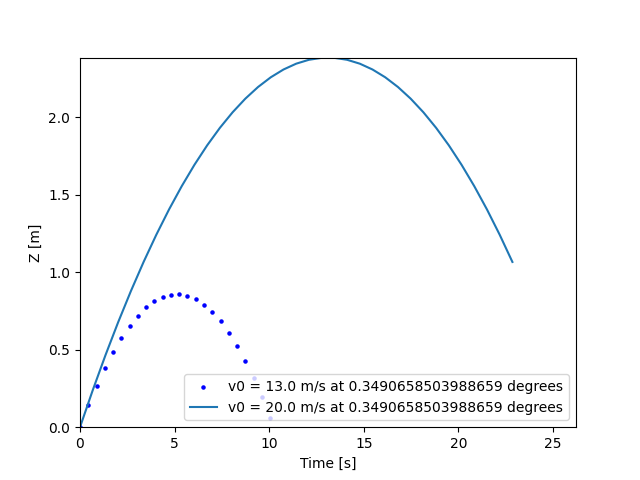 2.0
1.5
Z [m]
1.0
0.5
v0 = 13.0 m/s at 0.3490658503988659 degrees
v0 = 20.0 m/s at 0.3490658503988659 degrees
0.0
0 5 10 15 20 25
Time [s]